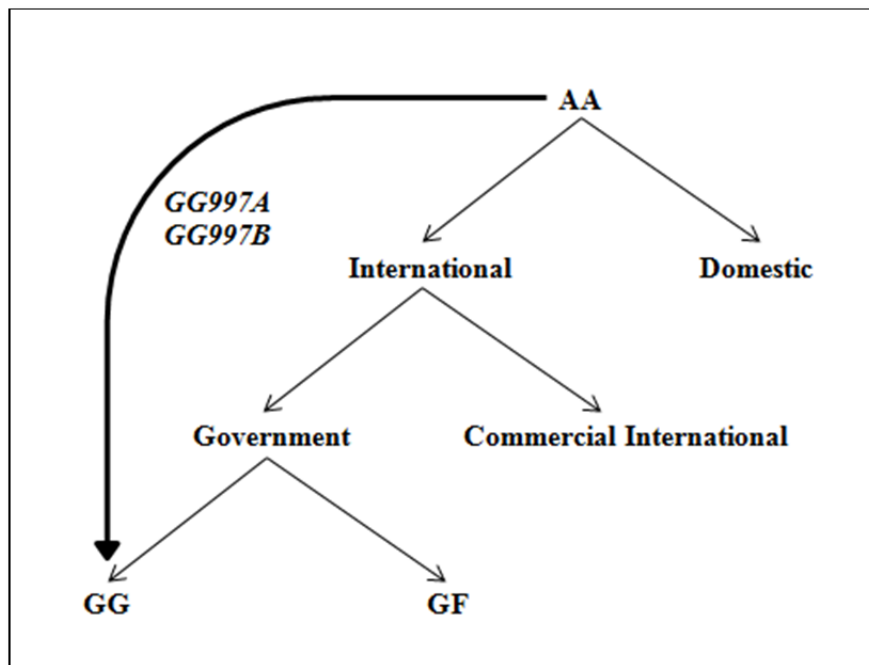 AA
GG997A
GG997B
International
Domestic
Government
Commercial International
GG
GF